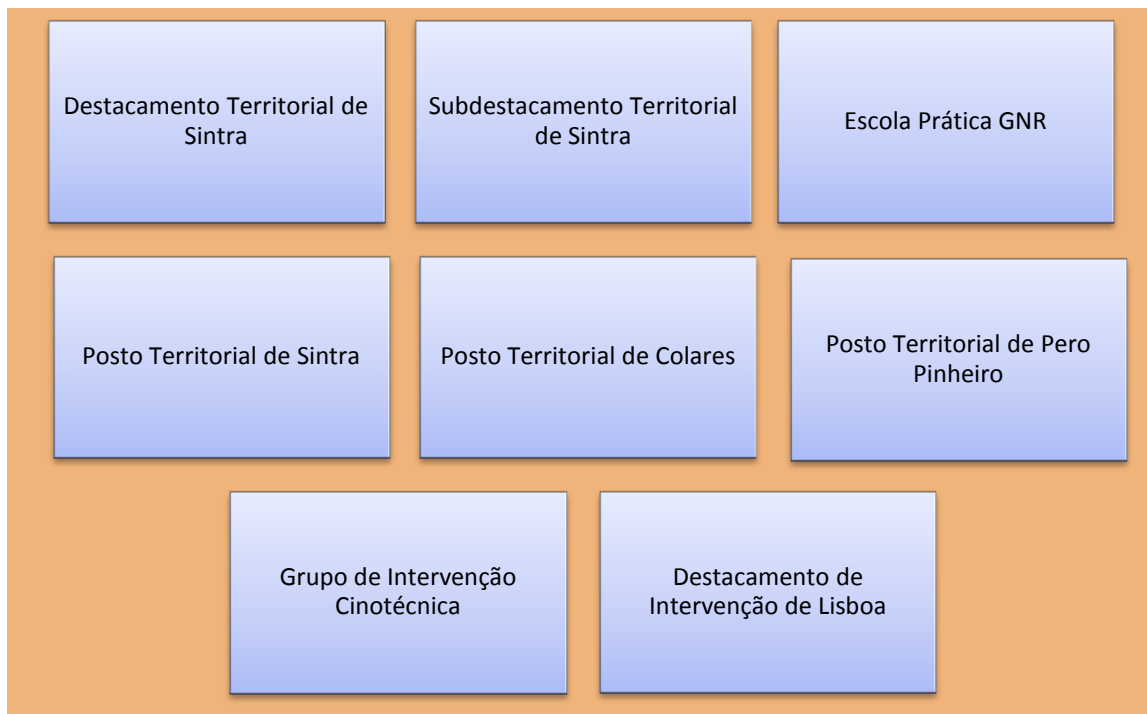 Destacamento Territorial de
Sintra
Subdestacamento Territorial
de Sintra
Escola Prática GNR
Posto Territorial de Sintra
Posto Territorial de Colares
Posto Territorial de Pero
Pinheiro
Grupo de Intervenção
Cinotécnica
Destacamento de
Intervenção de Lisboa